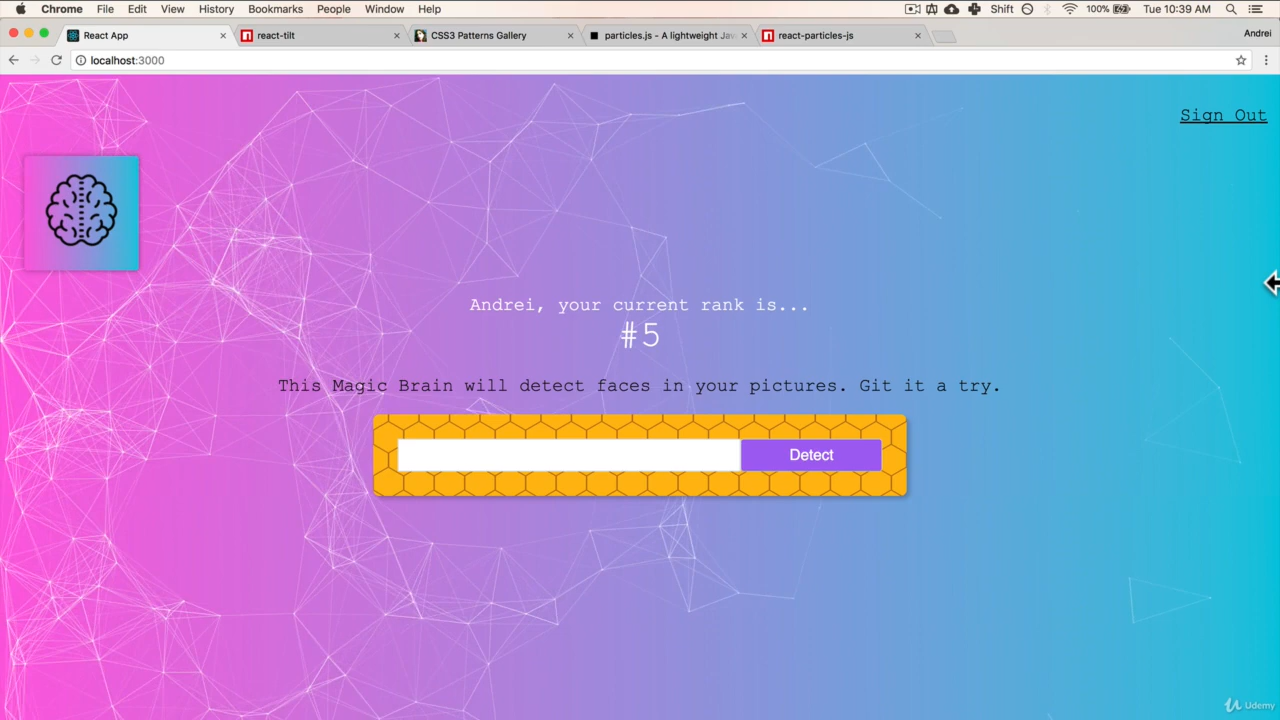 Chrome File Edit View History Bookmarks People Window Help Shift 100% Tue 10:39 AM
React App react-tilt CSS3 Patterns Gallery particles.js - A lightweight Jav react-particles-js Andrei
localhost:3000
Sign Out
Andrei, your current rank is...
#5
This Magic Brain will detect faces in your pictures. Git it a try.
Detect
Udemy